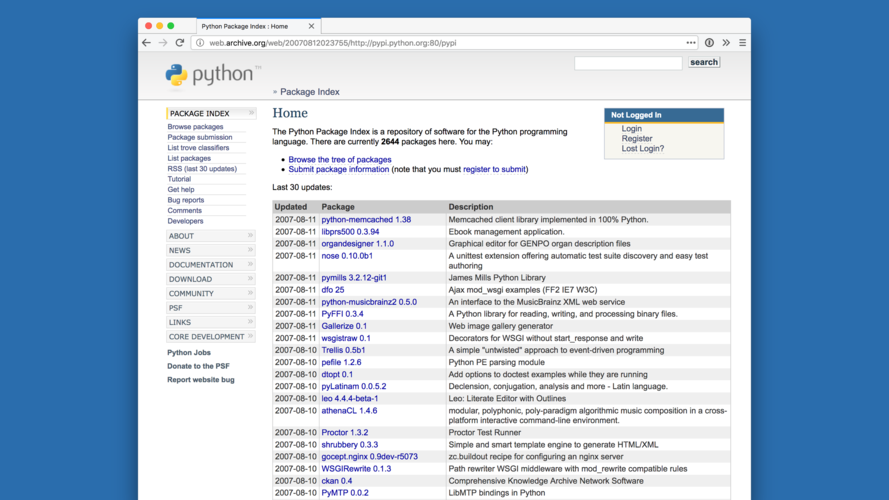 Python Package Index : Home
web.archive.org/web/20070812023755/http://pypi.python.org:80/pypi
python™
search
» Package Index
PACKAGE INDEX »
Browse packages
Package submission
List trove classifiers
List packages
RSS (last 30 updates)
Tutorial
Get help
Bug reports
Comments
Developers
ABOUT »
NEWS »
DOCUMENTATION »
DOWNLOAD »
COMMUNITY »
PSF »
LINKS »
CORE DEVELOPMENT »
Python Jobs
Donate to the PSF
Report website bug
Home
The Python Package Index is a repository of software for the Python programming
language. There are currently 2644 packages here. You may:
• Browse the tree of packages
• Submit package information (note that you must register to submit)
Last 30 updates:
Not Logged In
Login
Register
Lost Login?
Updated Package Description
2007-08-11 python-memcached 1.38 Memcached client library implemented in 100% Python.
2007-08-11 libprs500 0.3.94 Ebook management application.
2007-08-11 organdesigner 1.1.0 Graphical editor for GENPO organ description files
2007-08-11 nose 0.10.0b1 A unittest extension offering automatic test suite discovery and easy test
authoring
2007-08-11 pymills 3.2.12-git1 James Mills Python Library
2007-08-11 dfo 25 Ajax mod_wsgi examples (FF2 IE7 W3C)
2007-08-11 python-musicbrainz2 0.5.0 An interface to the MusicBrainz XML web service
2007-08-11 PyFFI 0.3.4 A Python library for reading, writing, and processing binary files.
2007-08-11 Gallerize 0.1 Web image gallery generator
2007-08-11 wsgistraw 0.1 Decorators for WSGI without start_response and write
2007-08-10 Trellis 0.5b1 A simple "untwisted" approach to event-driven programming
2007-08-10 pefile 1.2.6 Python PE parsing module
2007-08-10 dtopt 0.1 Add options to doctest examples while they are running
2007-08-10 pyLatinam 0.0.5.2 Declension, conjugation, analysis and more - Latin language.
2007-08-10 leo 4.4.4-beta-1 Leo: Literate Editor with Outlines
2007-08-10 athenaCL 1.4.6 modular, polyphonic, poly-paradigm algorithmic music composition in a cross-
platform interactive command-line environment.
2007-08-10 Proctor 1.3.2 Proctor Test Runner
2007-08-10 shrubbery 0.3.3 Simple and smart template engine to generate HTML/XML
2007-08-10 gocept.nginx 0.9dev-r5073 zc.buildout recipe for configuring an nginx server
2007-08-10 WSGIRewrite 0.1.3 Path rewriter WSGI middleware with mod_rewrite compatible rules
2007-08-10 ckan 0.4 Comprehensive Knowledge Archive Network Software
2007-08-10 PyMTP 0.0.2 LibMTP bindings in Python